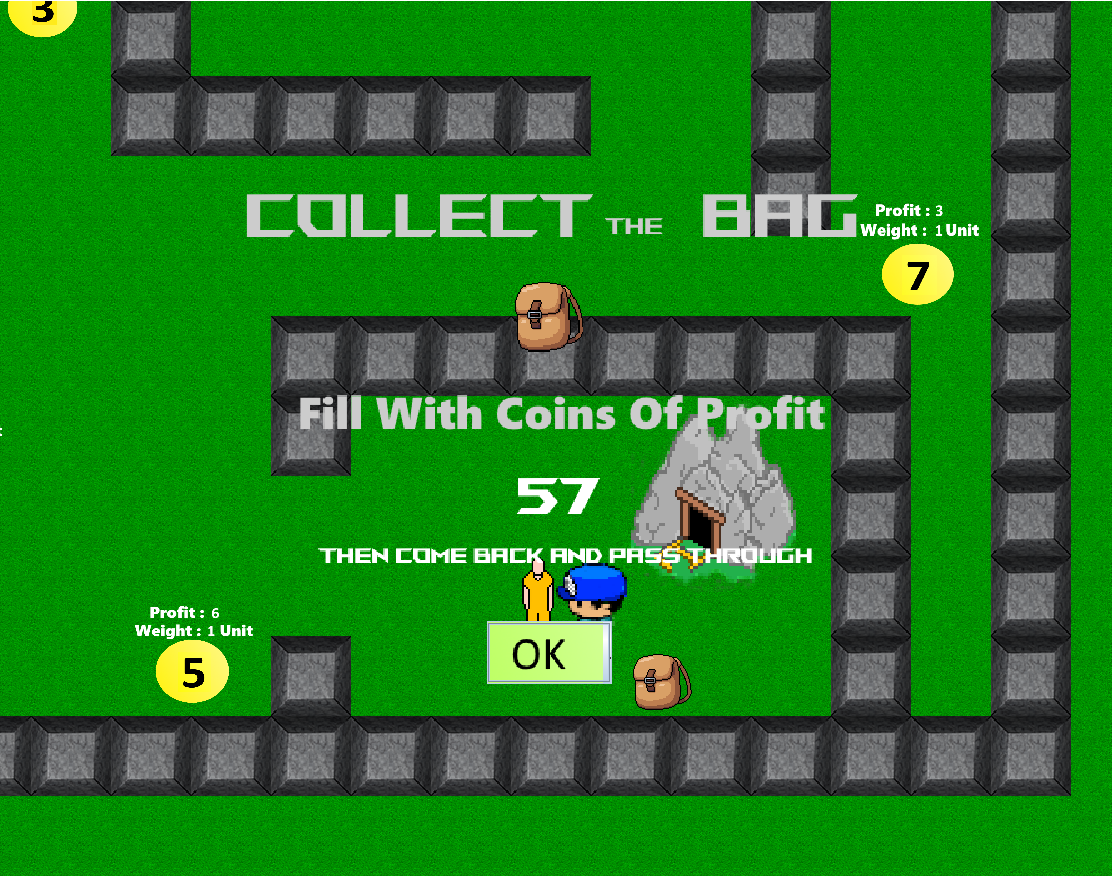 3
COLLECT THE BAG
Profit : 3
Weight : 1 Unit
7
Fill With Coins Of Profit
57
THEN COME BACK AND PASS THROUGH
Profit : 6
Weight : 1 Unit
5
OK